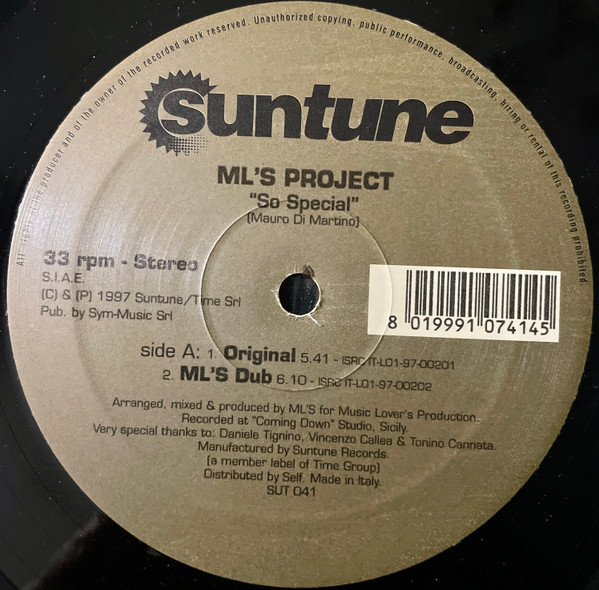 All rights of the producer and of the owner of the recorded work reserved. Unauthorized copying, public performance, broadcasting, hiring or rental of this recording prohibited.
suntune
ML'S PROJECT
"So Special"
(Mauro Di Martino)
33 rpm - Stereo
S.I.A.E.
(C) & (P) 1997 Suntune/Time Srl
Pub. by Sym-Music Srl
8 019991 074145
side A: 1. Original 5.41 - ISRC IT-L01-97-00201
2. ML'S Dub 6.10 - ISRC IT-L01-97-00202
Arranged, mixed & produced by ML'S for Music Lover's Production.
Recorded at "Coming Down" Studio, Sicily.
Very special thanks to: Daniele Tignino, Vincenzo Callea & Tonino Cannata.
Manufactured by Suntune Records.
(a member label of Time Group)
Distributed by Self. Made in Italy.
SUT 041